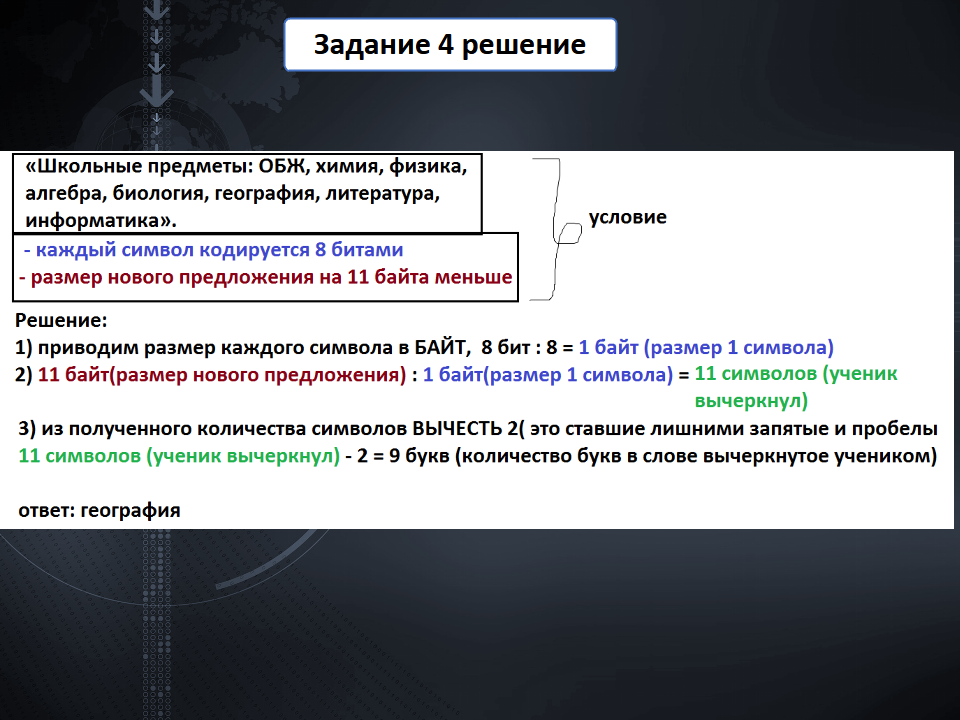 Задание 4 решение
«Школьные предметы: ОБЖ, химия, физика,
алгебра, биология, география, литература,
информатика».
- каждый символ кодируется 8 битами
- размер нового предложения на 11 байта меньше
условие
Решение:
1) приводим размер каждого символа в БАЙТ, 8 бит : 8 = 1 байт (размер 1 символа)
2) 11 байт(размер нового предложения) : 1 байт(размер 1 символа) = 11 символов (ученик
вычеркнул)
3) из полученного количества символов ВЫЧЕСТЬ 2( это ставшие лишними запятые и пробелы
11 символов (ученик вычеркнул) - 2 = 9 букв (количество букв в слове вычеркнутое учеником)
ответ: география